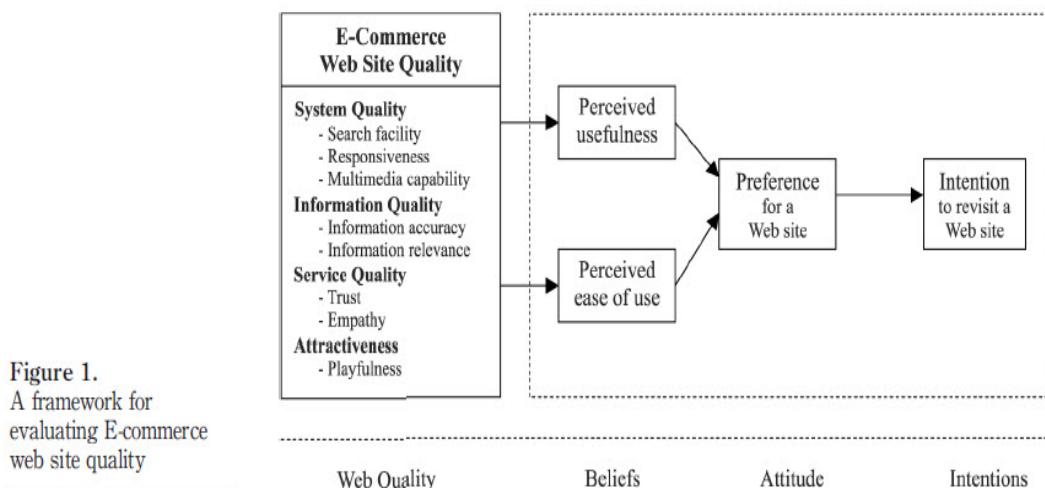 E-Commerce
Web Site Quality
System Quality
- Search facility
- Responsiveness
- Multimedia capability
Information Quality
- Information accuracy
- Information relevance
Service Quality
- Trust
- Empathy
Attractiveness
- Playfulness
Perceived
usefulness
Perceived
ease of use
Preference
for a
Web site
Intention
to revisit a
Web site
Figure 1.
A framework for
evaluating E-commerce
web site quality
Web Quality
Beliefs
Attitude
Intentions